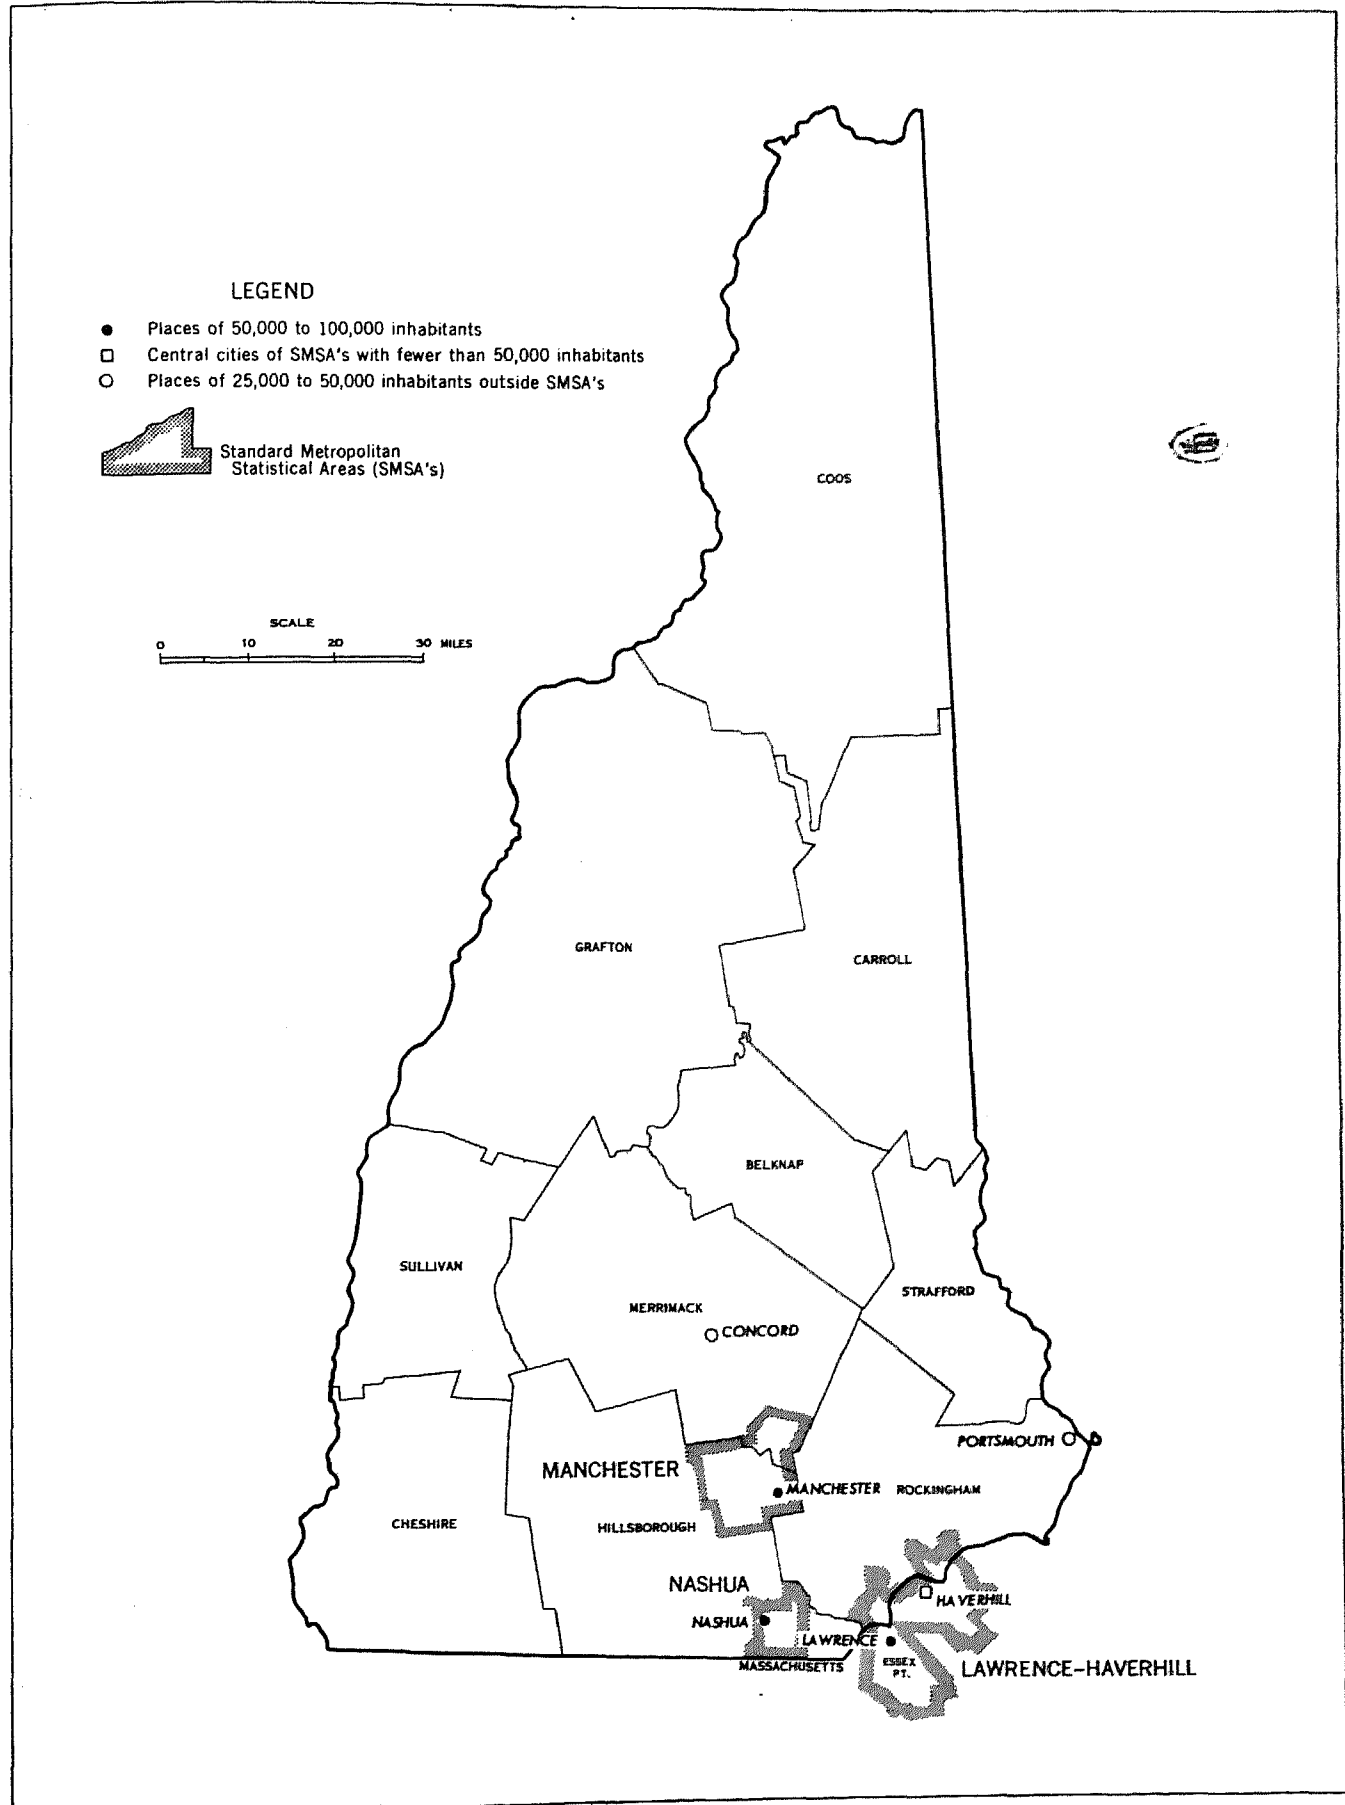 LEGEND
Places of 50,000 to 100,000 inhabitants
Central cities of SMSA's with fewer than 50,000 inhabitants
Places of 25,000 to 50,000 inhabitants outside SMSA's
Standard Metropolitan
Statistical Areas (SMSA's)
COOS
SCALE
0 10 20 30 MILES
GRAFTON
CARROLL
BELKNAP
SULLIVAN
STRAFFORD
MERRIMACK
CONCORD
PORTSMOUTH
MANCHESTER
MANCHESTER
ROCKINGHAM
CHESHIRE
HILLSBOROUGH
NASHUA
HAVERHILL
NASHUA
LAWRENCE
ESSEX
PT.
MASSACHUSETTS
LAWRENCE-HAVERHILL